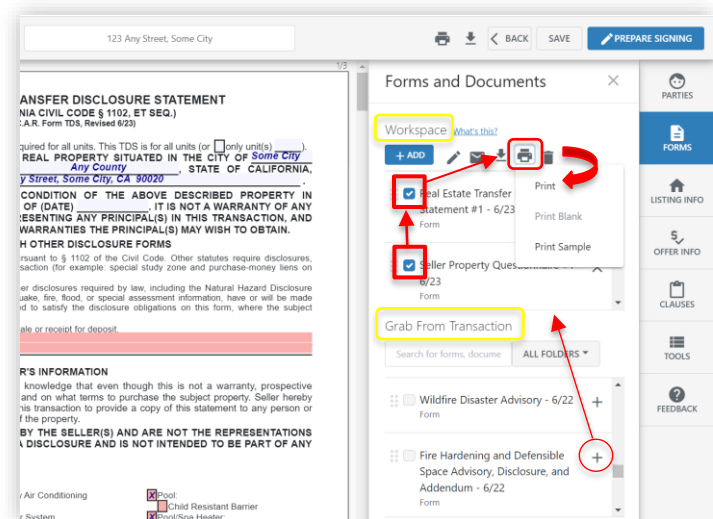 123 Any Street, Some City
BACK
SAVE
PREPARE SIGNING
1/3
ANSFER DISCLOSURE STATEMENT
NIA CIVIL CODE § 1102, ET SEQ.)
.A.R. Form TDS, Revised 6/23)
quired for all units. This TDS is for all units (or only unit(s) ).
REAL PROPERTY SITUATED IN THE CITY OF Some City
Any County , STATE OF CALIFORNIA,
y Street, Some City, CA 90020 .
CONDITION OF THE ABOVE DESCRIBED PROPERTY IN
OF (DATE) . IT IS NOT A WARRANTY OF ANY
RESENTING ANY PRINCIPAL(S) IN THIS TRANSACTION, AND
WARRANTIES THE PRINCIPAL(S) MAY WISH TO OBTAIN.
H OTHER DISCLOSURE FORMS
rsuant to § 1102 of the Civil Code. Other statutes require disclosures,
saction (for example: special study zone and purchase-money liens on
er disclosures required by law, including the Natural Hazard Disclosure
uake, fire, flood, or special assessment information, have or will be made
d to satisfy the disclosure obligations on this form, where the subject
ale or receipt for deposit.
R'S INFORMATION
knowledge that even though this is not a warranty, prospective
and on what terms to purchase the subject property. Seller hereby
his transaction to provide a copy of this statement to any person or
f the property.
BY THE SELLER(S) AND ARE NOT THE REPRESENTATIONS
A DISCLOSURE AND IS NOT INTENDED TO BE PART OF ANY
Air Conditioning
X Pool:
Child Resistant Barrier
r System
X Pool/Spa Heater:
Forms and Documents
Workspace What's this?
+ ADD
Real Estate Transfer
Statement #1 - 6/23
Form
Print
Print Blank
Print Sample
Seller Property Questionnaire
6/23
Form
Grab From Transaction
Search for forms, docume
ALL FOLDERS
Wildfire Disaster Advisory - 6/22
Form
Fire Hardening and Defensible
Space Advisory, Disclosure, and
Addendum - 6/22
Form
PARTIES
FORMS
LISTING INFO
OFFER INFO
CLAUSES
TOOLS
FEEDBACK